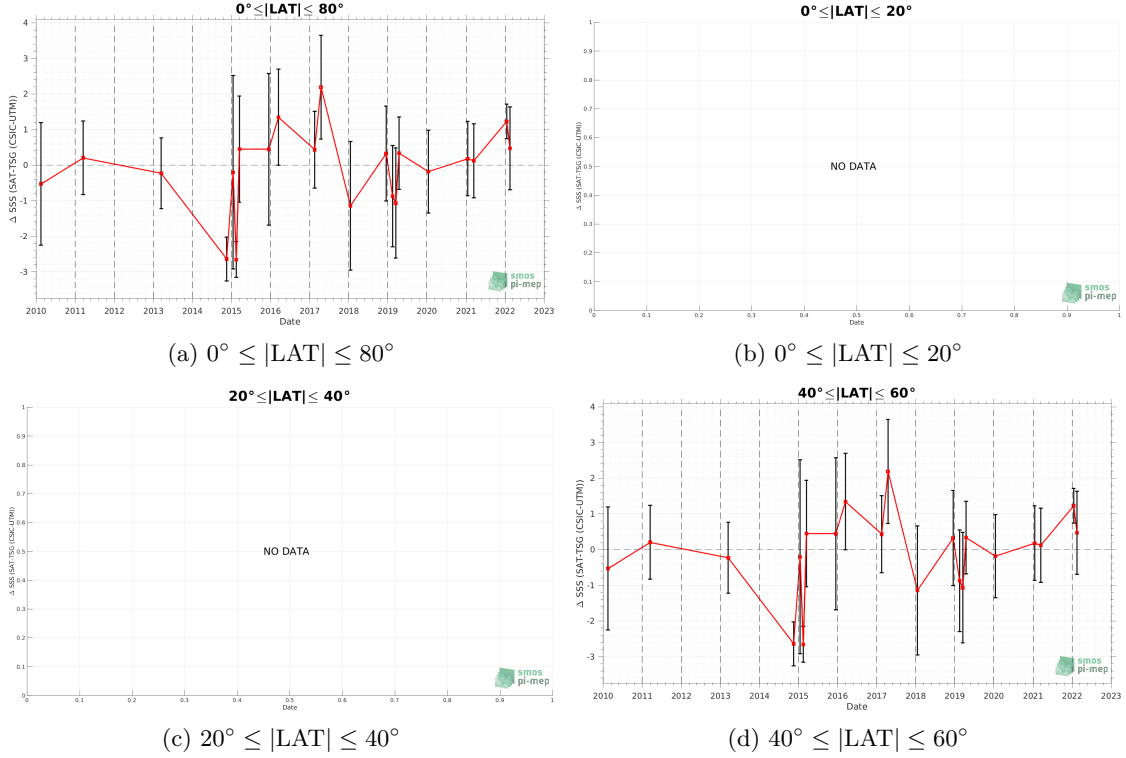 0°≤|LAT|≤ 80°
4
3
2
1
0
-1
-2
-3
Δ SSS (SAT-TSG (CSIC-UTM))
smos
pi-mep
2010 2011 2012 2013 2014 2015 2016 2017 2018 2019 2020 2021 2022 2023
Date
(a) 0° ≤ |LAT| ≤ 80°
0°≤|LAT|≤ 20°
1
0.9
0.8
0.7
0.6
0.5
0.4
0.3
0.2
0.1
0
Δ SSS (SAT-TSG (CSIC-UTM))
NO DATA
smos
pi-mep
0 0.1 0.2 0.3 0.4 0.5 0.6 0.7 0.8 0.9 1
Date
(b) 0° ≤ |LAT| ≤ 20°
20°≤|LAT|≤ 40°
1
0.9
0.8
0.7
0.6
0.5
0.4
0.3
0.2
0.1
0
Δ SSS (SAT-TSG (CSIC-UTM))
NO DATA
smos
pi-mep
0 0.1 0.2 0.3 0.4 0.5 0.6 0.7 0.8 0.9 1
Date
(c) 20° ≤ |LAT| ≤ 40°
40°≤|LAT|≤ 60°
4
3
2
1
0
-1
-2
-3
Δ SSS (SAT-TSG (CSIC-UTM))
smos
pi-mep
2010 2011 2012 2013 2014 2015 2016 2017 2018 2019 2020 2021 2022 2023
Date
(d) 40° ≤ |LAT| ≤ 60°